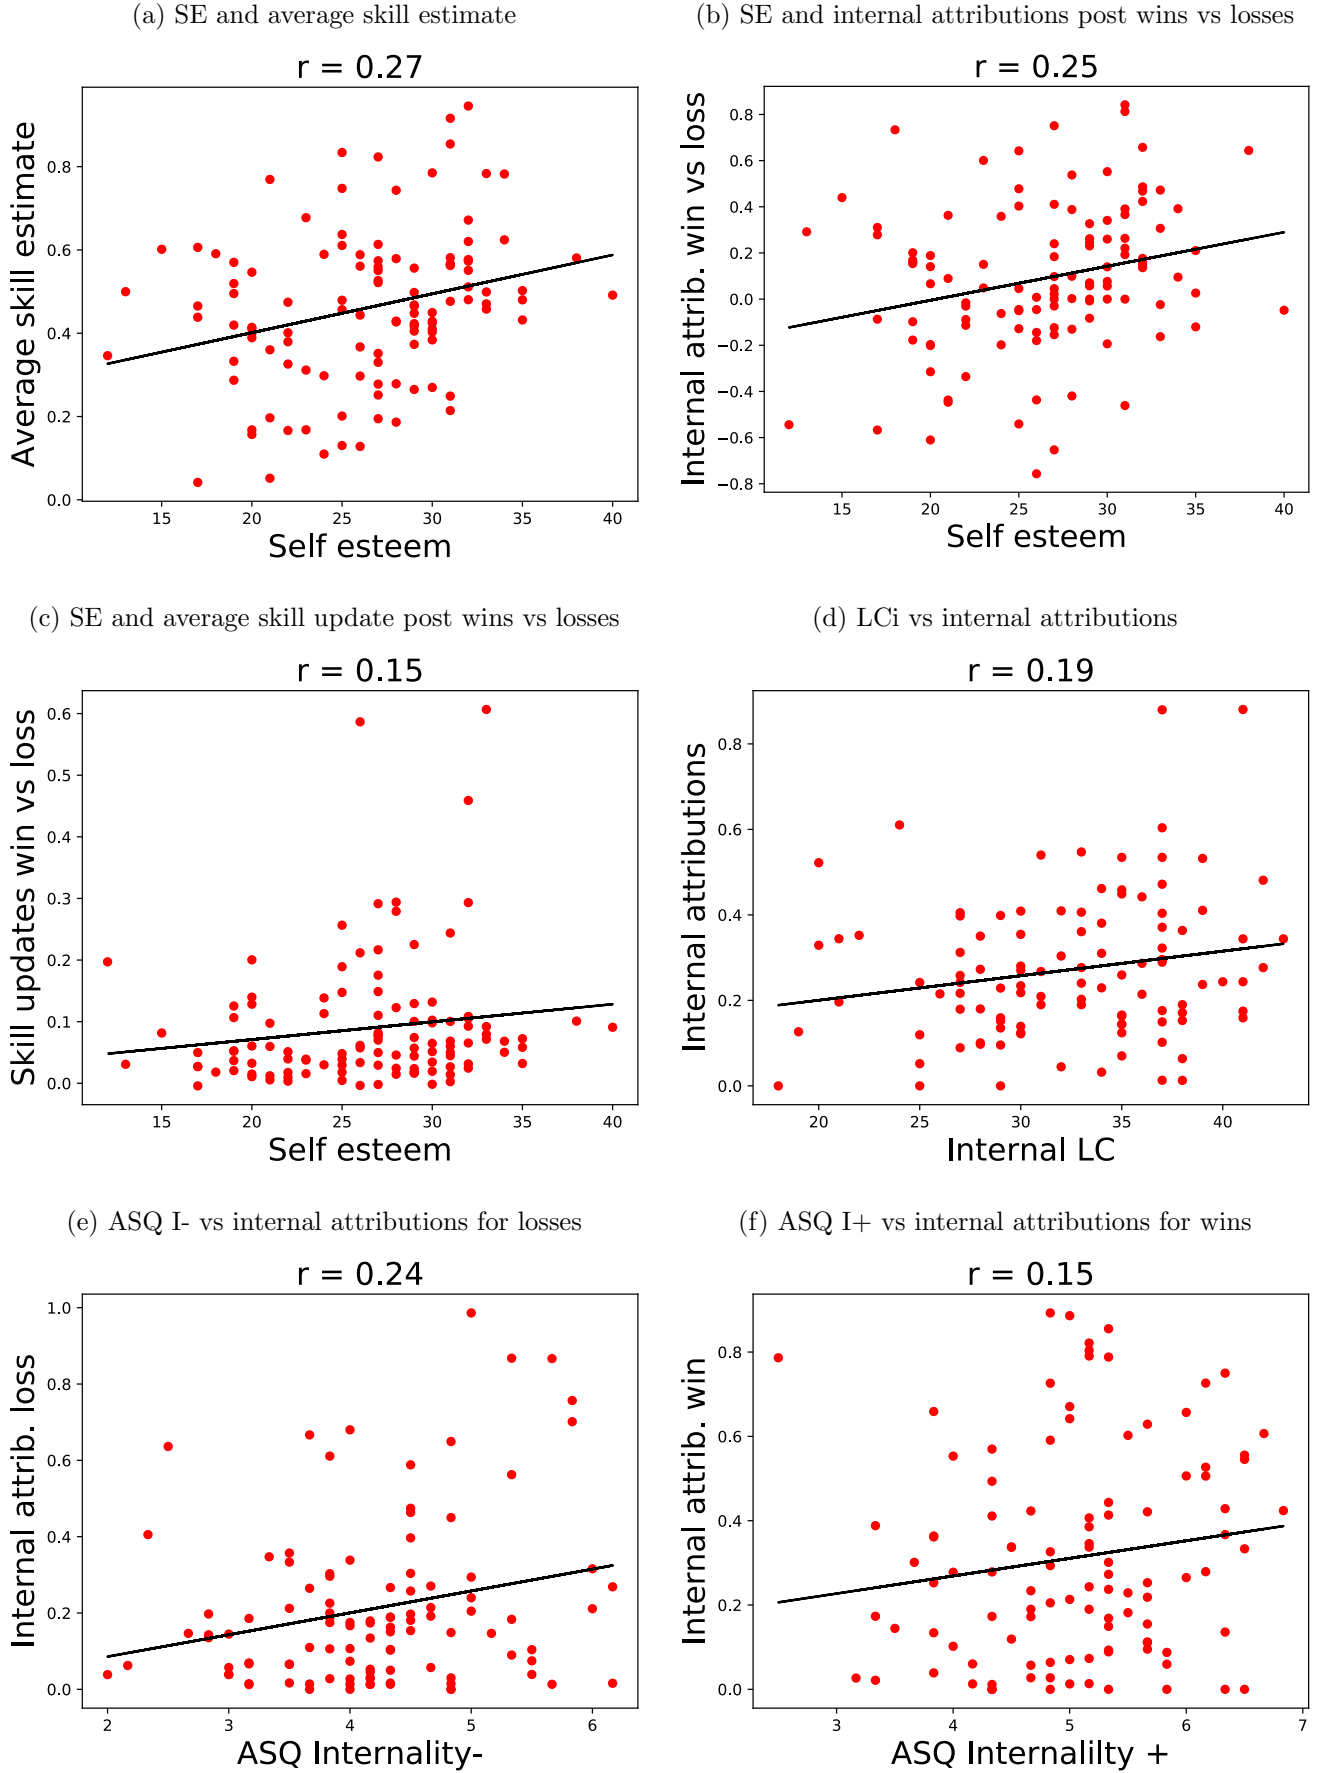 (a) SE and average skill estimate
r = 0.27
Average skill estimate
0.8
0.6
0.4
0.2
0.0
15 20 25 30 35 40
Self esteem
(b) SE and internal attributions post wins vs losses
r = 0.25
Internal attrib. win vs loss
0.8
0.6
0.4
0.2
0.0
−0.2
−0.4
−0.6
−0.8
15 20 25 30 35 40
Self esteem
(c) SE and average skill update post wins vs losses
r = 0.15
Skill updates win vs loss
0.6
0.5
0.4
0.3
0.2
0.1
0.0
15 20 25 30 35 40
Self esteem
(d) LCi vs internal attributions
r = 0.19
Internal attributions
0.8
0.6
0.4
0.2
0.0
20 25 30 35 40
Internal LC
(e) ASQ I- vs internal attributions for losses
r = 0.24
Internal attrib. loss
1.0
0.8
0.6
0.4
0.2
0.0
2 3 4 5 6
ASQ Internality-
(f) ASQ I+ vs internal attributions for wins
r = 0.15
Internal attrib. win
0.8
0.6
0.4
0.2
0.0
3 4 5 6 7
ASQ Internalilty +